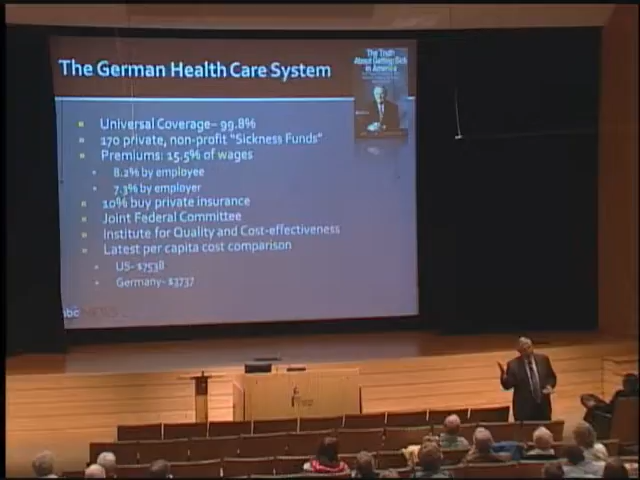 The German Health Care System
The Truth
About Getting Sick
in America
Universal Coverage– 99.8%
170 private, non-profit "Sickness Funds"
Premiums: 15.5% of wages
8.2% by employee
7.3% by employer
10% buy private insurance
Joint Federal Committee
Institute for Quality and Cost-effectiveness
Latest per capita cost comparison
US- $7538
Germany- $3737
abc NEWS